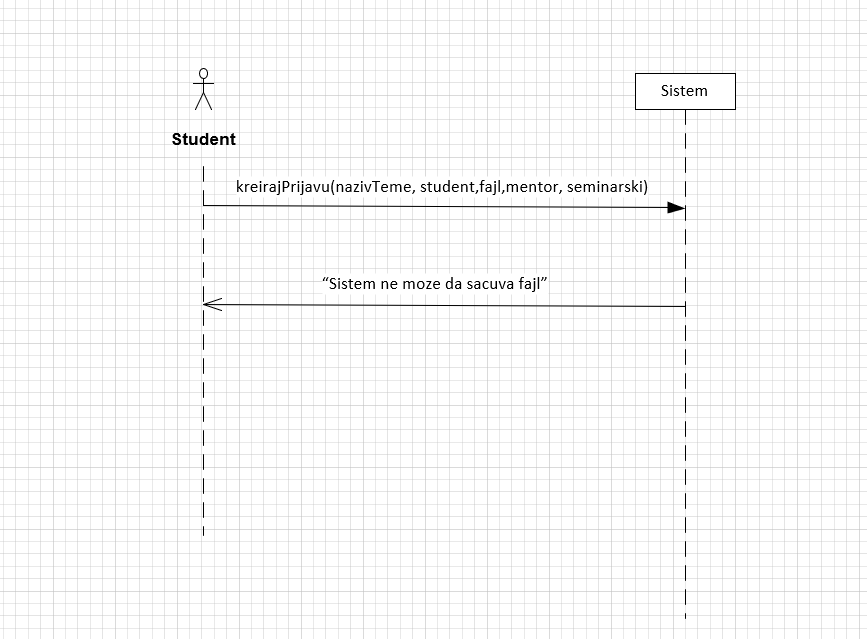 Student
Sistem
kreirajPrijavu(nazivTeme, student,fajl,mentor, seminarski)
“Sistem ne moze da sacuva fajl”